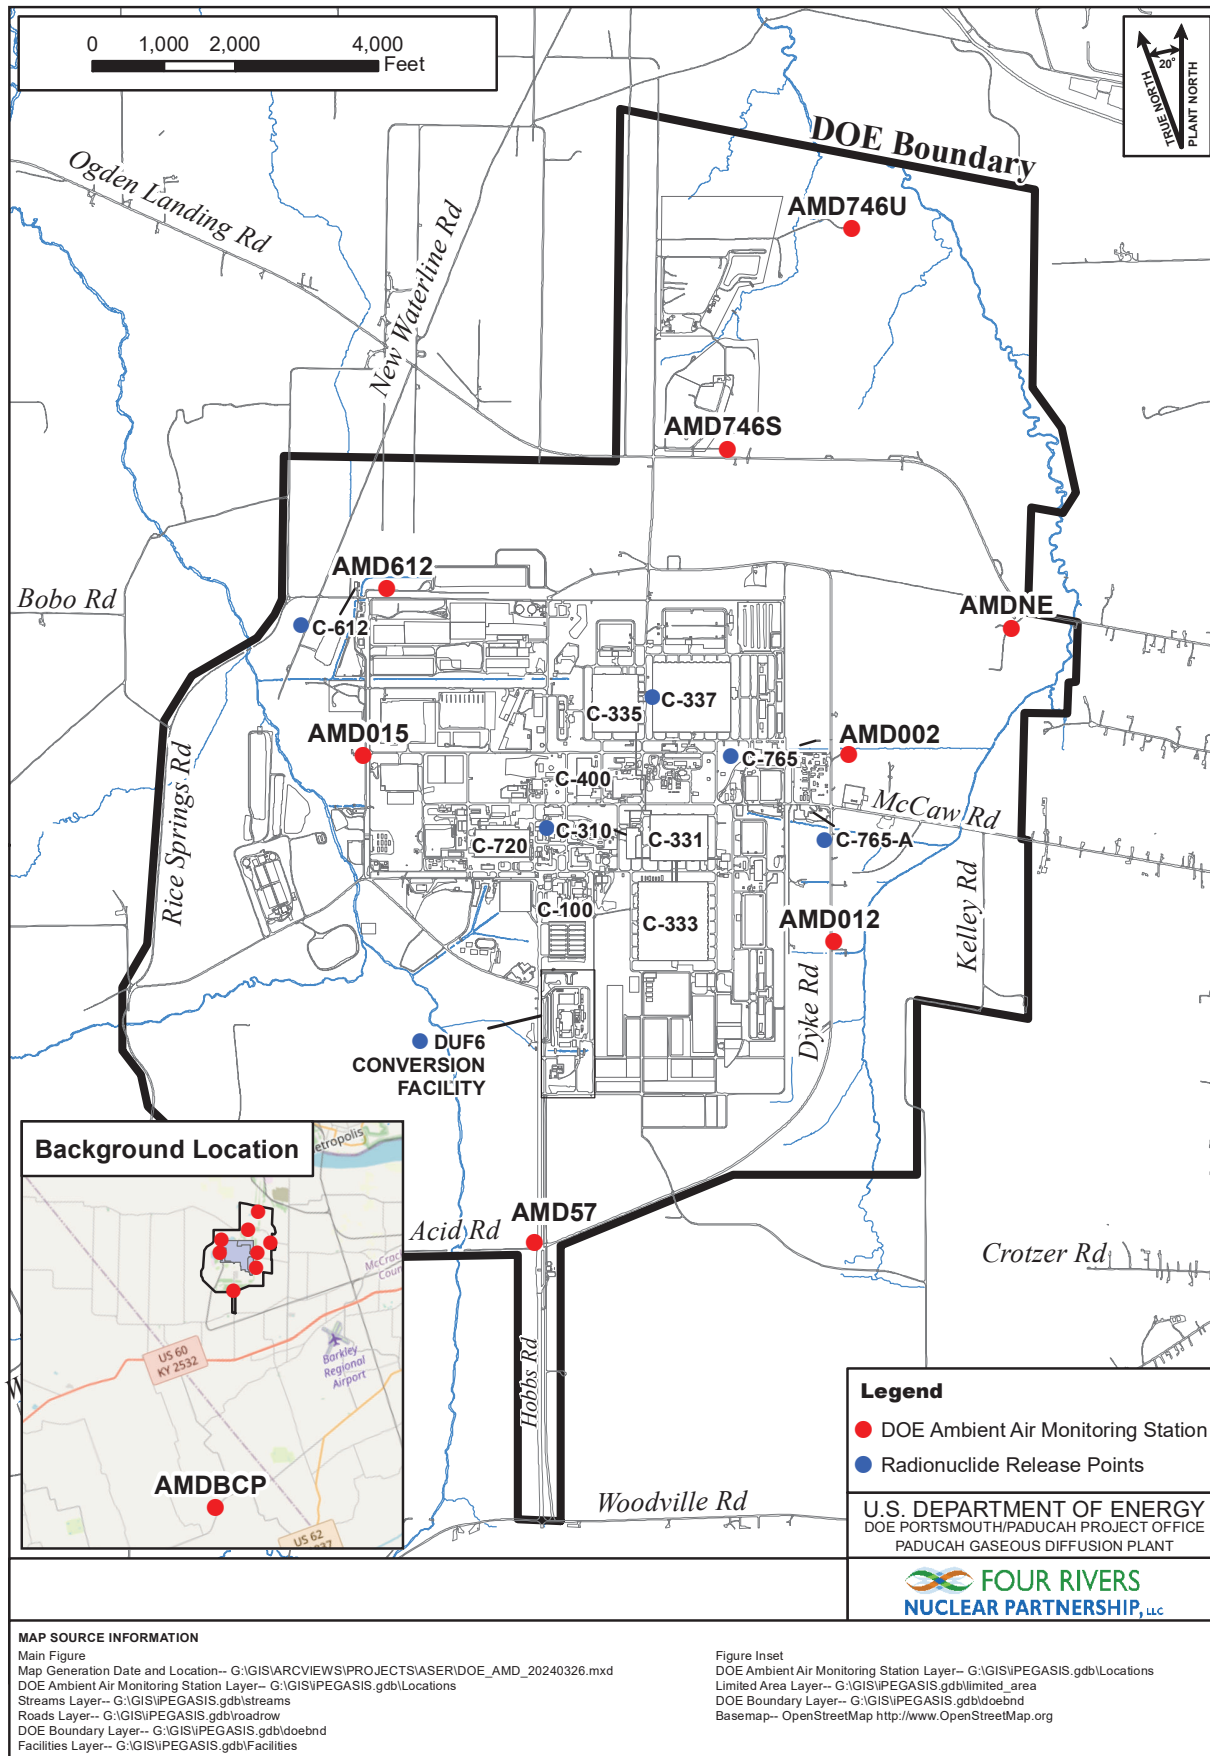 0 1,000 2,000 4,000
Feet
20°
TRUE NORTH
PLANT NORTH
DOE Boundary
Ogden Landing Rd
New Waterline Rd
AMD746U
AMD746S
AMD612
Bobo Rd
C-612
AMDNE
C-335
C-337
AMD015
AMD002
C-765
C-400
Rice Springs Rd
McCaw Rd
C-310
C-720
C-331
C-765-A
C-100
C-333
AMD012
Kelley Rd
Dyke Rd
DUF6
CONVERSION
FACILITY
Background Location
etropolis
McCrac
Coun
US 60
KY 2532
Barkley
Regional
Airport
AMDBCP
US 62
Acid Rd
AMD57
Crotzer Rd
Hobbs Rd
Woodville Rd
Legend
DOE Ambient Air Monitoring Station
Radionuclide Release Points
U.S. DEPARTMENT OF ENERGY
DOE PORTSMOUTH/PADUCAH PROJECT OFFICE
PADUCAH GASEOUS DIFFUSION PLANT
FOUR RIVERS
NUCLEAR PARTNERSHIP, LLC
MAP SOURCE INFORMATION
Main Figure
Map Generation Date and Location-- G:\GIS\ARCVIEWS\PROJECTS\ASER\DOE_AMD_20240326.mxd
DOE Ambient Air Monitoring Station Layer-- G:\GIS\iPEGASIS.gdb\Locations
Streams Layer-- G:\GIS\iPEGASIS.gdb\streams
Roads Layer-- G:\GIS\iPEGASIS.gdb\roadrow
DOE Boundary Layer-- G:\GIS\iPEGASIS.gdb\doebnd
Facilities Layer-- G:\GIS\iPEGASIS.gdb\Facilities
Figure Inset
DOE Ambient Air Monitoring Station Layer-- G:\GIS\iPEGASIS.gdb\Locations
Limited Area Layer-- G:\GIS\iPEGASIS.gdb\limited_area
DOE Boundary Layer-- G:\GIS\iPEGASIS.gdb\doebnd
Basemap-- OpenStreetMap http://www.OpenStreetMap.org